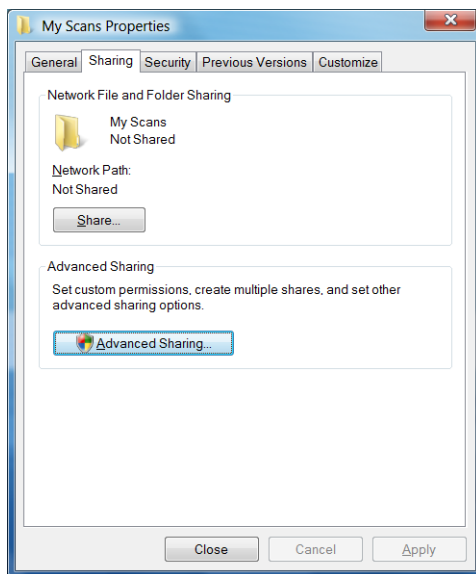 My Scans Properties
General Sharing Security Previous Versions Customize
Network File and Folder Sharing
My Scans
Not Shared
Network Path:
Not Shared
Share...
Advanced Sharing
Set custom permissions, create multiple shares, and set other
advanced sharing options.
Advanced Sharing...
Close Cancel Apply